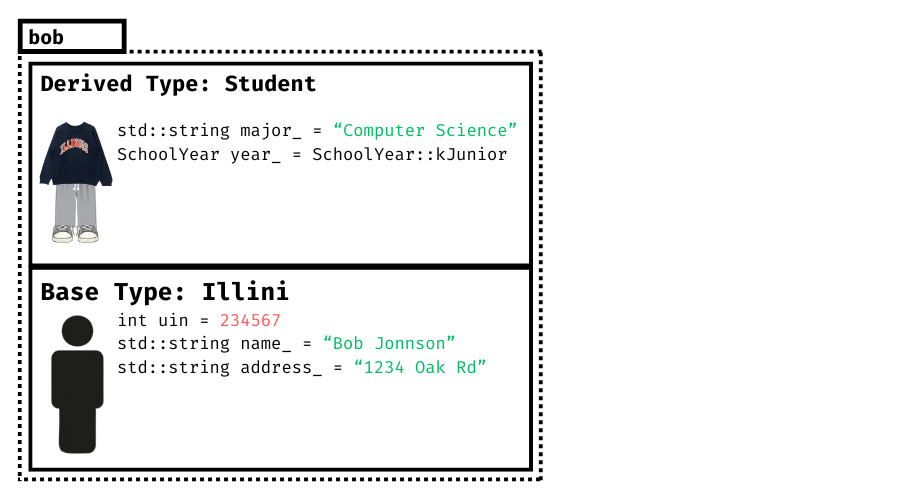 bob
Derived Type: Student
std::string major_ = “Computer Science”
SchoolYear year_ = SchoolYear::kJunior
ILLINOIS
Base Type: Illini
int uin = 234567
std::string name_ = “Bob Jonnson”
std::string address_ = “1234 Oak Rd”